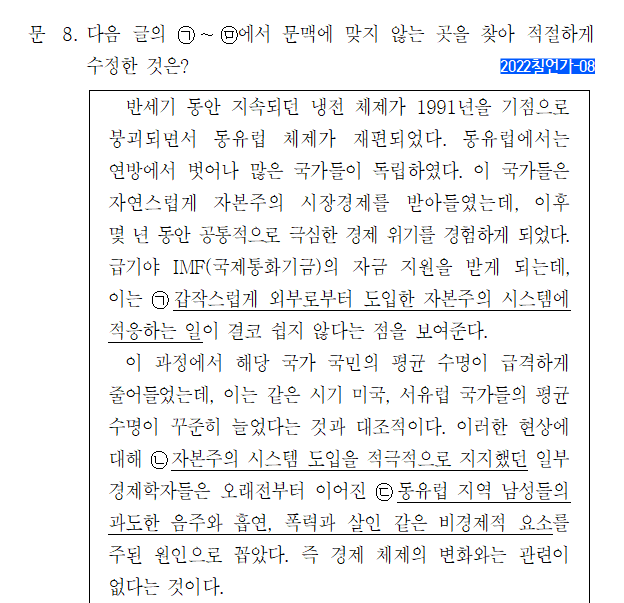 문 8. 다음 글의 ㉠~㉤에서 문맥에 맞지 않는 곳을 찾아 적절하게
수정한 것은?
2022칠언가-08
반세기 동안 지속되던 냉전 체제가 1991년을 기점으로
붕괴되면서 동유럽 체제가 재편되었다. 동유럽에서는
연방에서 벗어나 많은 국가들이 독립하였다. 이 국가들은
자연스럽게 자본주의 시장경제를 받아들였는데, 이후
몇 년 동안 공통적으로 극심한 경제 위기를 경험하게 되었다.
급기야 IMF(국제통화기금)의 자금 지원을 받게 되는데,
이는 ㉠갑작스럽게 외부로부터 도입한 자본주의 시스템에
적응하는 일이 결코 쉽지 않다는 점을 보여준다.
이 과정에서 해당 국가 국민의 평균 수명이 급격하게
줄어들었는데, 이는 같은 시기 미국, 서유럽 국가들의 평균
수명이 꾸준히 늘었다는 것과 대조적이다. 이러한 현상에
대해 ㉡자본주의 시스템 도입을 적극적으로 지지했던 일부
경제학자들은 오래전부터 이어진 ㉢동유럽 지역 남성들의
과도한 음주와 흡연, 폭력과 살인 같은 비경제적 요소를
주된 원인으로 꼽았다. 즉 경제 체제의 변화와는 관련이
없다는 것이다.